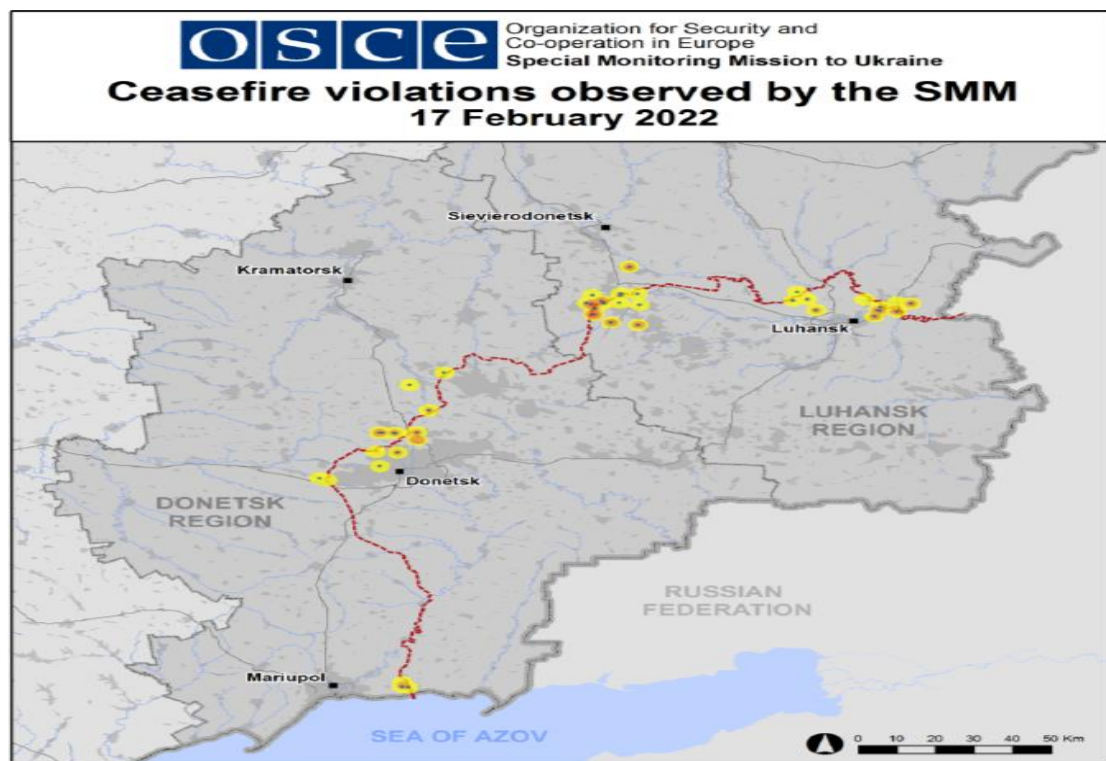 osce
Organization for Security and
Co-operation in Europe
Special Monitoring Mission to Ukraine
Ceasefire violations observed by the SMM
17 February 2022
Sievierodonetsk
Kramatorsk
Luhansk
LUHANSK
REGION
Donetsk
DONETSK
REGION
RUSSIAN
FEDERATION
Mariupol
SEA OF AZOV
0 10 20 30 40 50 Km